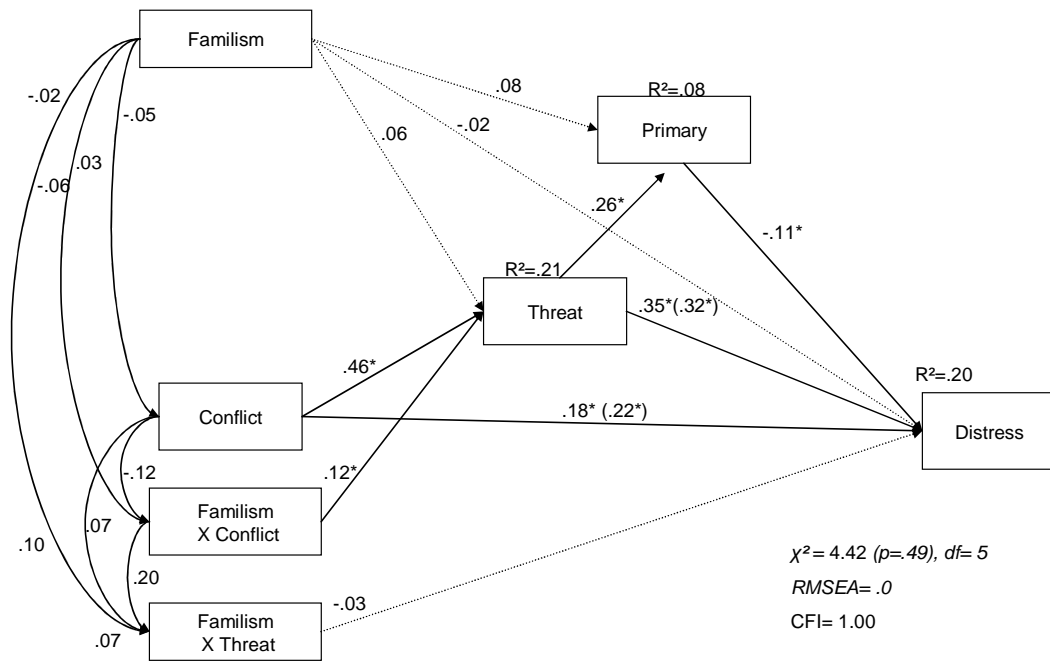 Familism
-.02
-.05
.03
-.06
.08
-.02
.06
R²=.08
Primary
.26*
-.11*
R²=.21
Threat
.35*(.32*)
.46*
R²=.20
Conflict
.18* (.22*)
Distress
-.12
.12*
Familism
X Conflict
.07
.10
.20
-.03
Familism
X Threat
.07
χ² = 4.42 (p=.49), df= 5
RMSEA= .0
CFI= 1.00